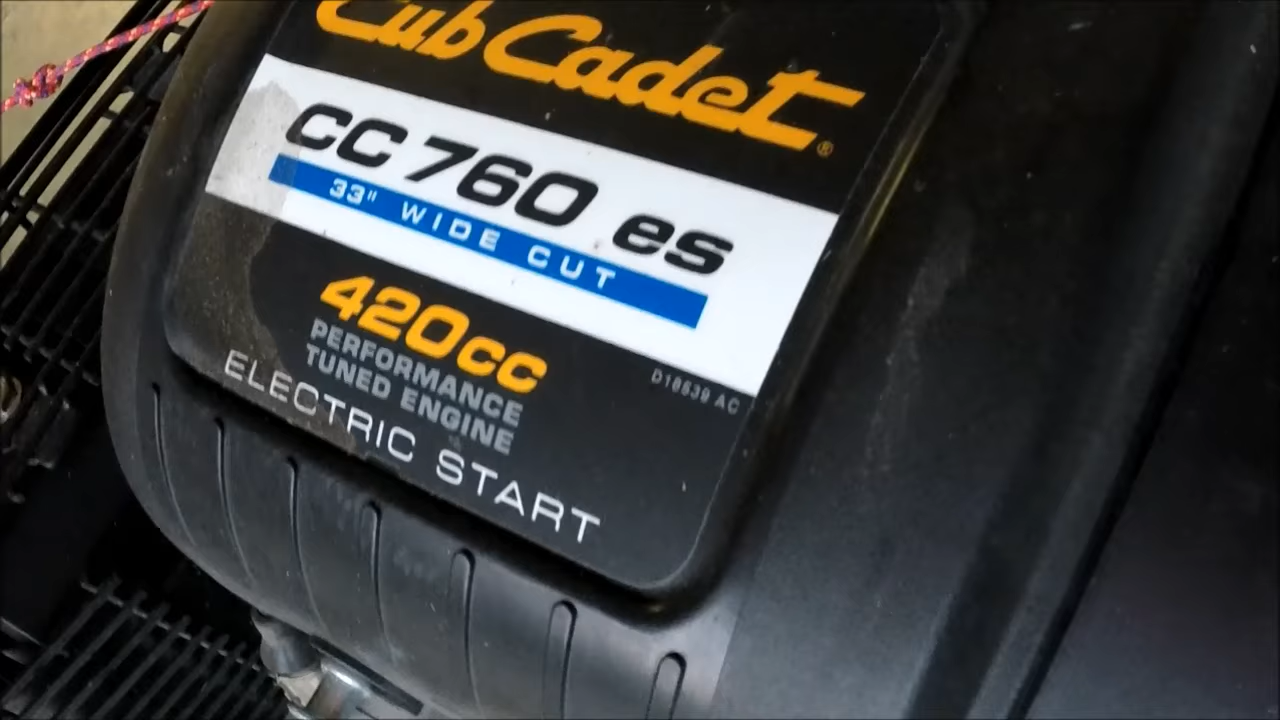 Cub Cadet®
CC 760 es
33" WIDE CUT
420cc
PERFORMANCE
TUNED ENGINE
D18539 AC
ELECTRIC START